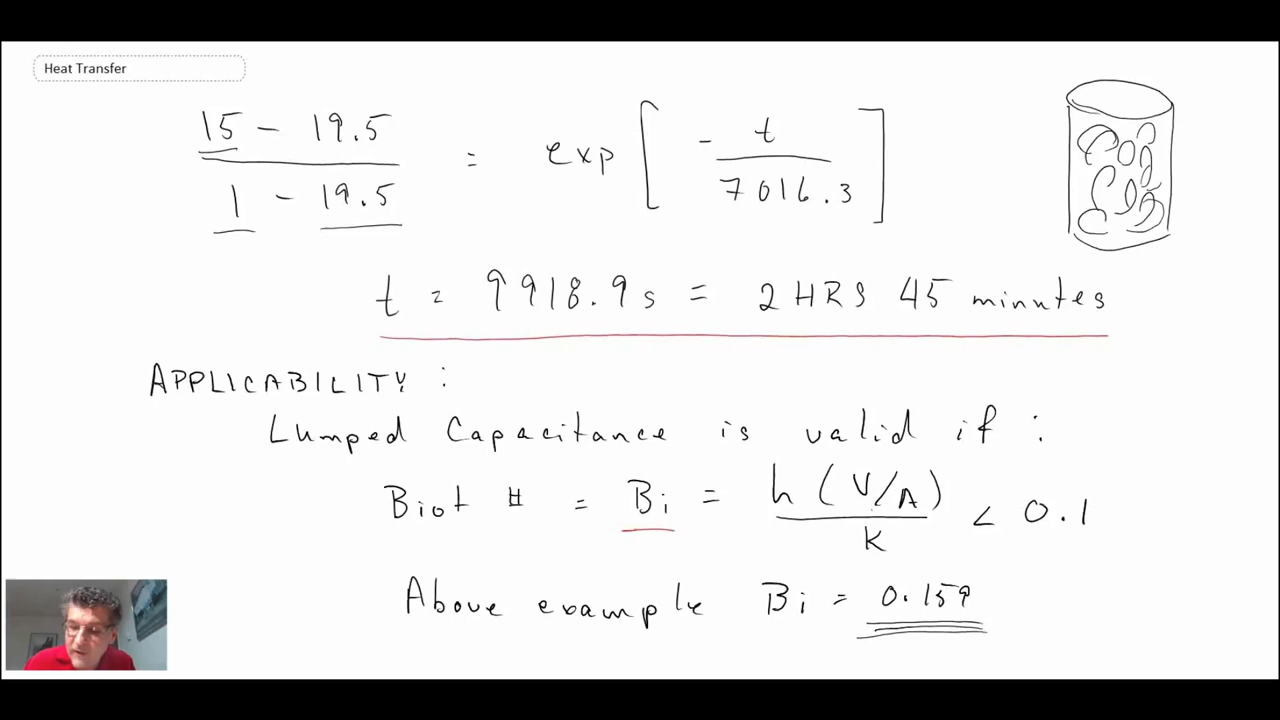 Heat Transfer
15 - 19.5
1 - 19.5
= exp [ - t / 7016.3 ]
t = 9918.9 s = 2 HRS 45 minutes
APPLICABILITY :
Lumped Capacitance is valid if :
Biot # = Bi = h (V/A) / K < 0.1
Above example Bi = 0.159